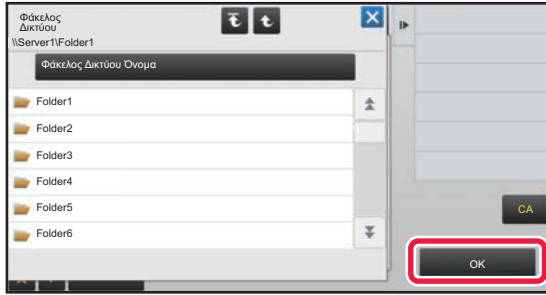 Φάκελος
Δικτύου
\\Server1\Folder1
Φάκελος Δικτύου Όνομα
Folder1
Folder2
Folder3
Folder4
Folder5
Folder6
CA
OK